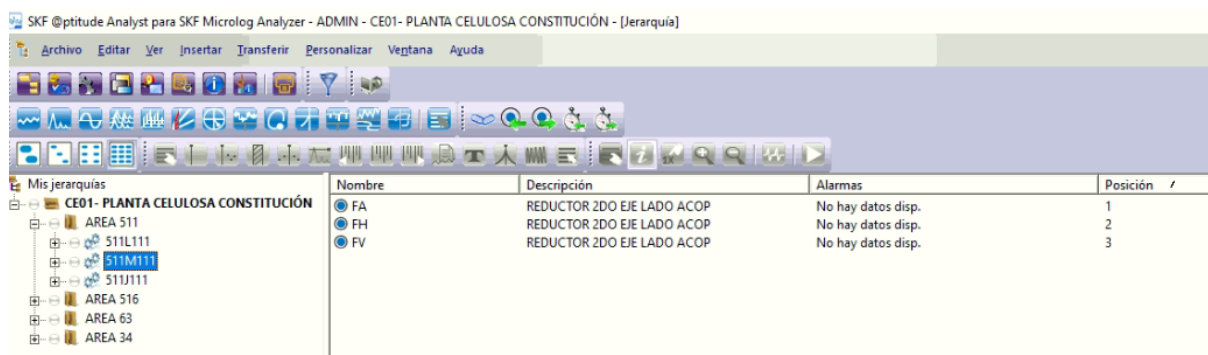 SKF @ptitude Analyst para SKF Microlog Analyzer - ADMIN - CE01- PLANTA CELULOSA CONSTITUCIÓN - [Jerarquía]
Archivo Editar Ver Insertar Transferir Personalizar Ventana Ayuda
Mis jerarquías
CE01- PLANTA CELULOSA CONSTITUCIÓN
AREA 511
511L111
511M111
511J111
AREA 516
AREA 63
AREA 34
Nombre Descripción Alarmas Posición
FA REDUCTOR 2DO EJE LADO ACOP No hay datos disp. 1
FH REDUCTOR 2DO EJE LADO ACOP No hay datos disp. 2
FV REDUCTOR 2DO EJE LADO ACOP No hay datos disp. 3